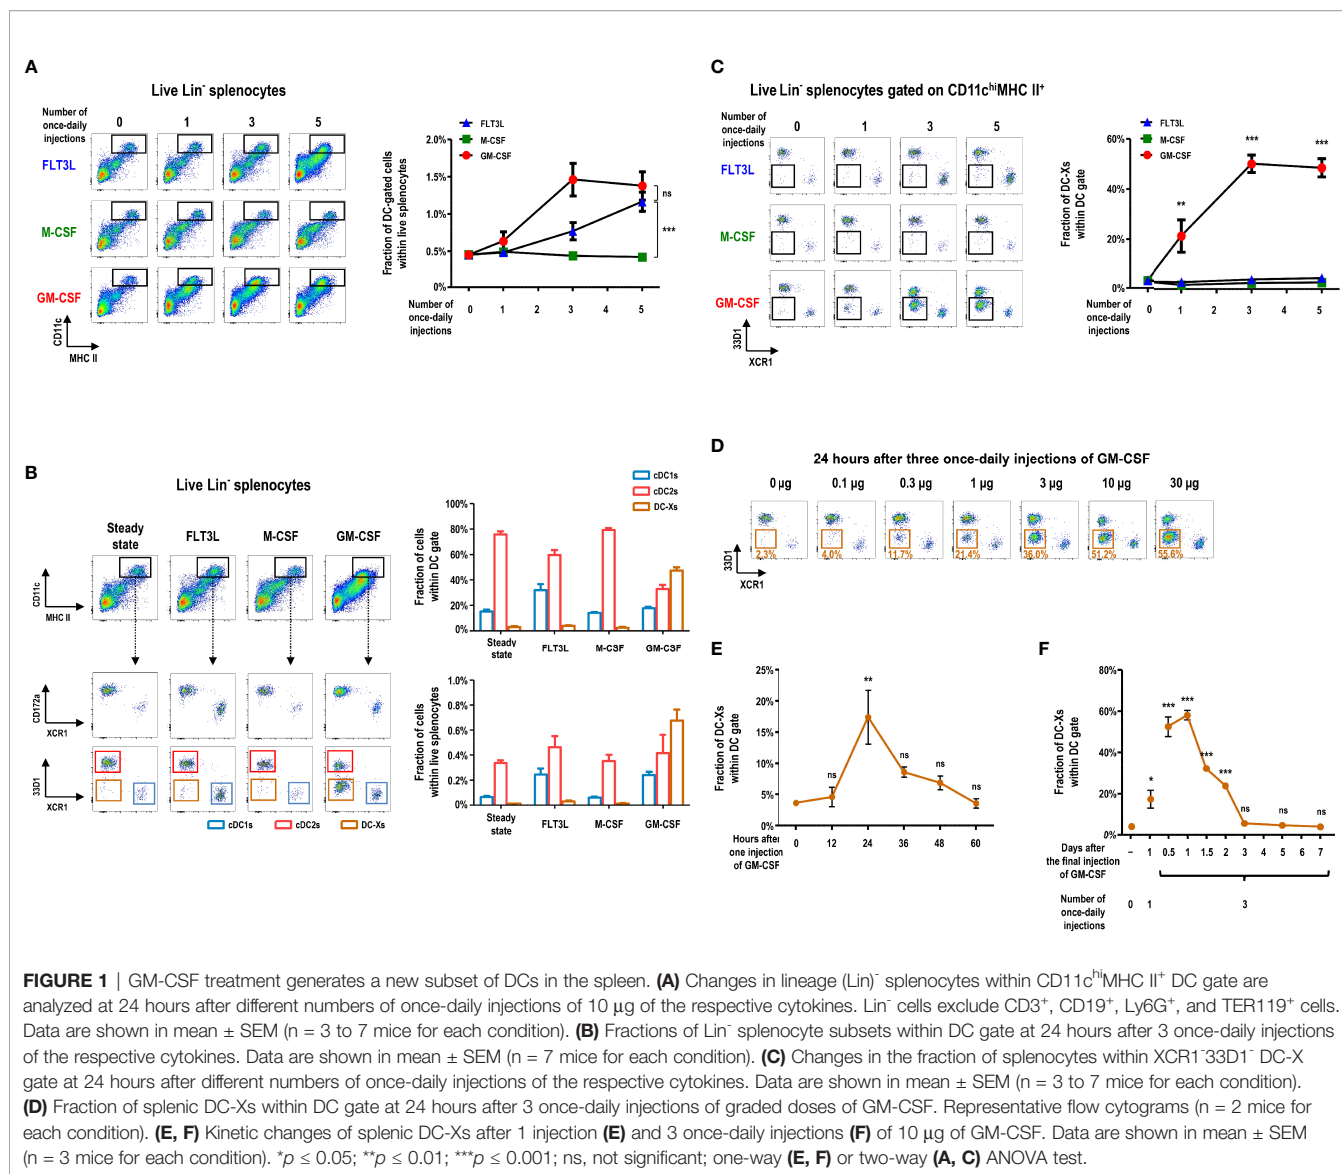 A
Live Lin⁻ splenocytes
Number of
once-daily
injections
0 1 3 5
FLT3L
M-CSF
GM-CSF
CD11c
MHC II
FLT3L
M-CSF
GM-CSF
Fraction of DC-gated cells
within live splenocytes
2.0%
1.5%
1.0%
0.5%
0%
ns
***
Number of
once-daily
injections
0 1 2 3 4 5
C
Live Lin⁻ splenocytes gated on CD11cʰⁱMHC II⁺
Number of
once-daily
injections
0 1 3 5
FLT3L
M-CSF
GM-CSF
33D1
XCR1
FLT3L
M-CSF
GM-CSF
Fraction of DC-Xs
within DC gate
60%
40%
20%
0%
**
***
***
Number of
once-daily
injections
0 1 2 3 4 5
B
Live Lin⁻ splenocytes
Steady
state
FLT3L M-CSF GM-CSF
CD11c
MHC II
CD172a
XCR1
33D1
XCR1
cDC1s cDC2s DC-Xs
cDC1s
cDC2s
DC-Xs
Fraction of cells
within DC gate
100%
80%
60%
40%
20%
0%
Steady
state
FLT3L M-CSF GM-CSF
Fraction of cells
within live splenocytes
1.0%
0.8%
0.6%
0.4%
0.2%
0%
Steady
state
FLT3L M-CSF GM-CSF
D
24 hours after three once-daily injections of GM-CSF
0 µg 0.1 µg 0.3 µg 1 µg 3 µg 10 µg 30 µg
2.3% 4.0% 11.7% 21.4% 36.0% 51.2% 55.6%
33D1
XCR1
E
Fraction of DC-Xs
within DC gate
25%
20%
15%
10%
5%
0%
ns ** ns ns ns
Hours after
one injection
of GM-CSF
0 12 24 36 48 60
F
Fraction of DC-Xs
within DC gate
80%
60%
40%
20%
0%
* *** *** *** *** ns ns ns
Days after
the final injection
of GM-CSF
– 1 0.5 1 1.5 2 3 4 5 6 7
Number of
once-daily
injections
0 1 3
FIGURE 1 | GM-CSF treatment generates a new subset of DCs in the spleen. (A) Changes in lineage (Lin)⁻ splenocytes within CD11cʰⁱMHC II⁺ DC gate are
analyzed at 24 hours after different numbers of once-daily injections of 10 µg of the respective cytokines. Lin⁻ cells exclude CD3⁺, CD19⁺, Ly6G⁺, and TER119⁺ cells.
Data are shown in mean ± SEM (n = 3 to 7 mice for each condition). (B) Fractions of Lin⁻ splenocyte subsets within DC gate at 24 hours after 3 once-daily injections
of the respective cytokines. Data are shown in mean ± SEM (n = 7 mice for each condition). (C) Changes in the fraction of splenocytes within XCR1⁻33D1⁻ DC-X
gate at 24 hours after different numbers of once-daily injections of the respective cytokines. Data are shown in mean ± SEM (n = 3 to 7 mice for each condition).
(D) Fraction of splenic DC-Xs within DC gate at 24 hours after 3 once-daily injections of graded doses of GM-CSF. Representative flow cytograms (n = 2 mice for
each condition). (E, F) Kinetic changes of splenic DC-Xs after 1 injection (E) and 3 once-daily injections (F) of 10 µg of GM-CSF. Data are shown in mean ± SEM
(n = 3 mice for each condition). *p ≤ 0.05; **p ≤ 0.01; ***p ≤ 0.001; ns, not significant; one-way (E, F) or two-way (A, C) ANOVA test.